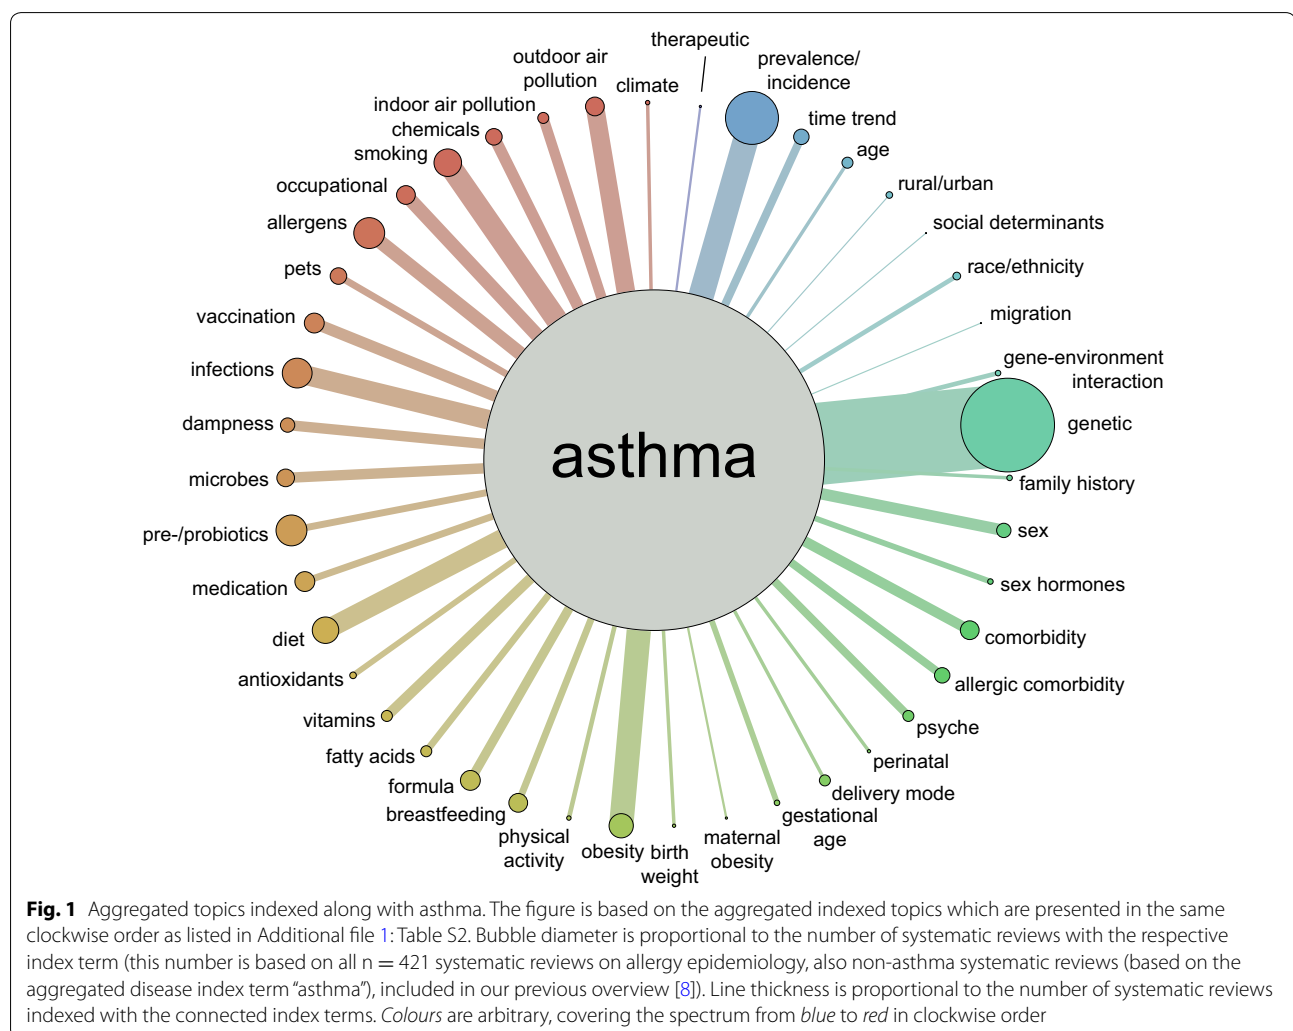 therapeutic
prevalence/
incidence
time trend
age
rural/urban
social determinants
race/ethnicity
migration
gene-environment
interaction
genetic
family history
sex
sex hormones
comorbidity
allergic comorbidity
psyche
perinatal
delivery mode
gestational
age
maternal
obesity
birth
weight
obesity
physical
activity
breastfeeding
formula
fatty acids
vitamins
antioxidants
diet
medication
pre-/probiotics
microbes
dampness
infections
vaccination
pets
allergens
occupational
smoking
chemicals
indoor air pollution
outdoor air
pollution
climate
asthma
Fig. 1 Aggregated topics indexed along with asthma. The figure is based on the aggregated indexed topics which are presented in the same
clockwise order as listed in Additional file 1: Table S2. Bubble diameter is proportional to the number of systematic reviews with the respective
index term (this number is based on all n = 421 systematic reviews on allergy epidemiology, also non-asthma systematic reviews (based on the
aggregated disease index term “asthma”), included in our previous overview [8]). Line thickness is proportional to the number of systematic reviews
indexed with the connected index terms. Colours are arbitrary, covering the spectrum from blue to red in clockwise order